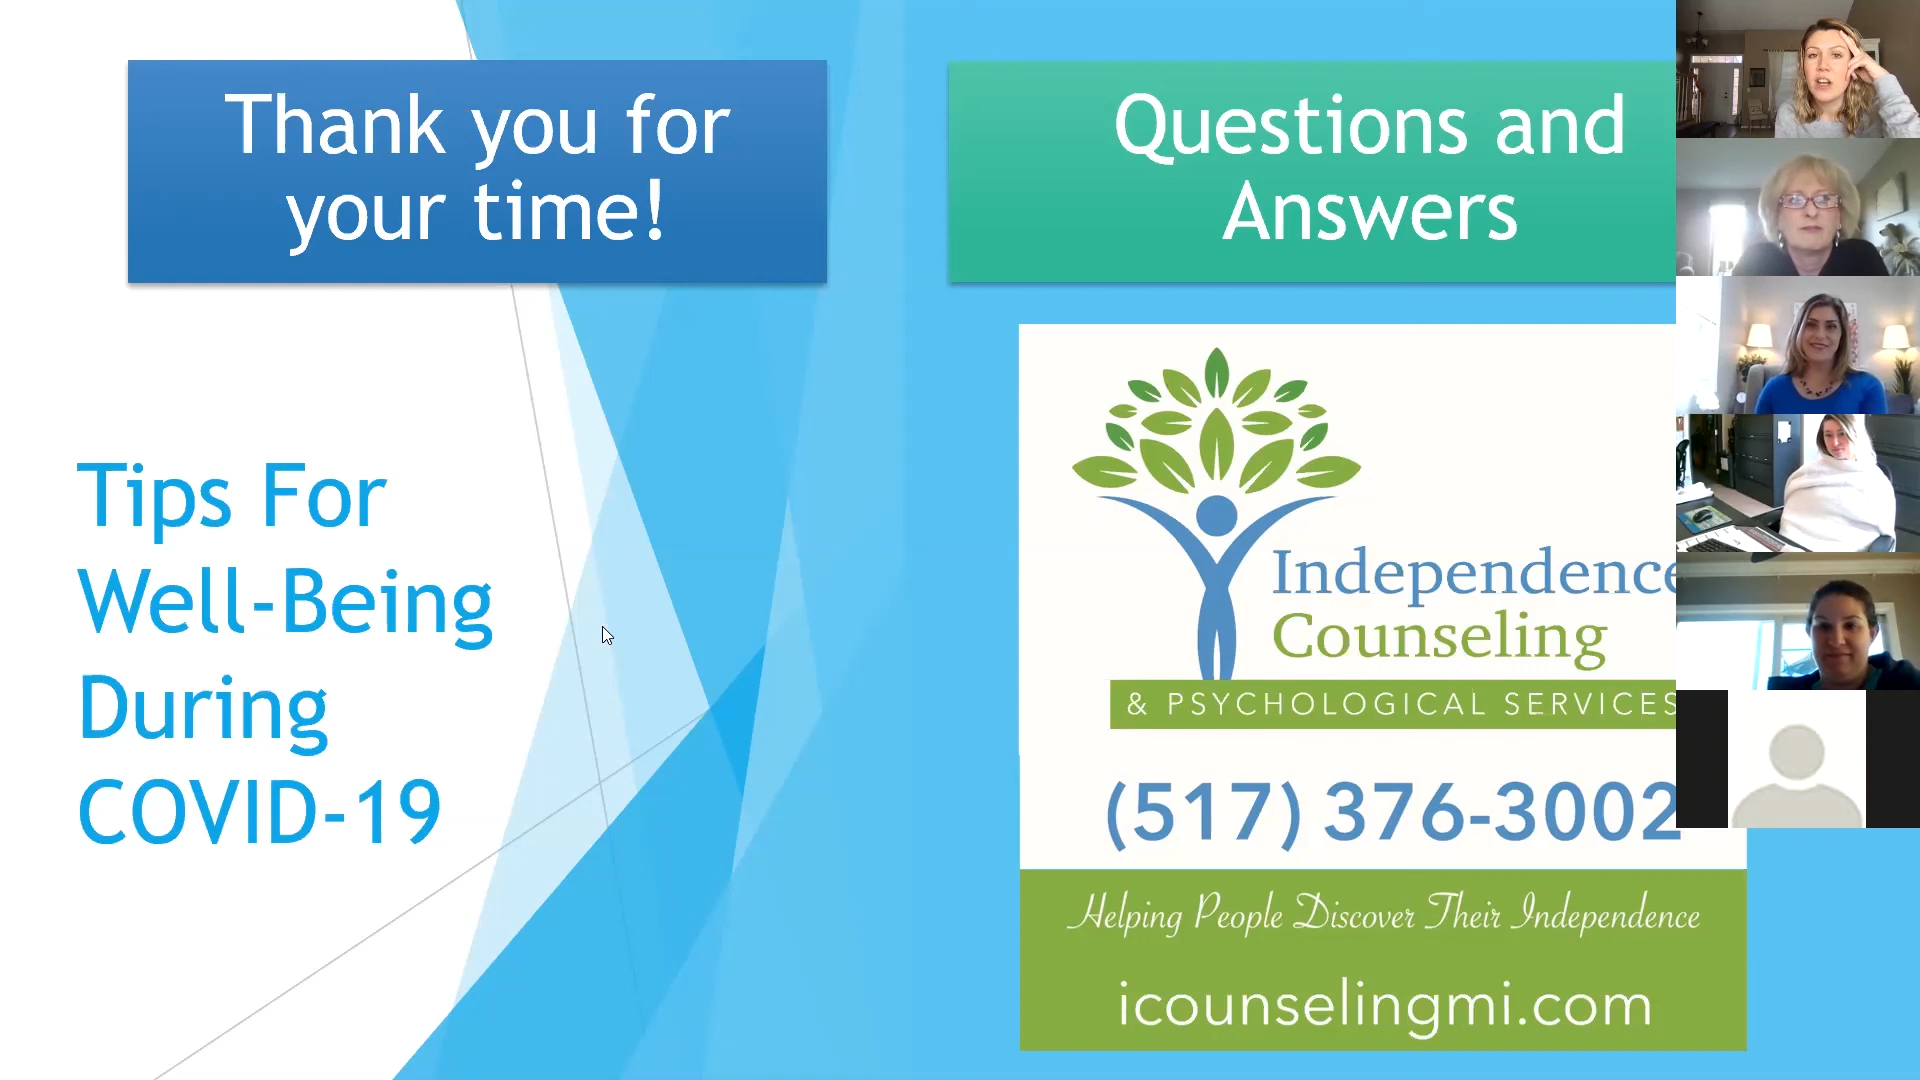 Thank you for
your time!
Questions and
Answers
Tips For
Well-Being
During
COVID-19
Independence
Counseling
& PSYCHOLOGICAL SERVICES
(517) 376-3002
Helping People Discover Their Independence
icounselingmi.com